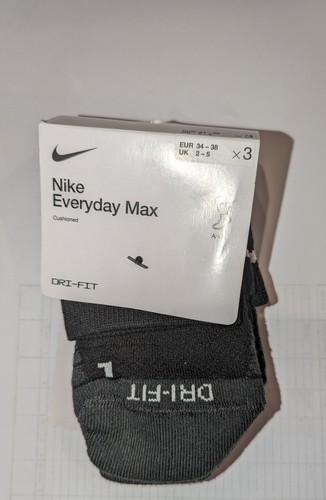 EUR 34 - 38
UK 2 - 5
×3
Nike
Everyday Max
Cushioned
DRI-FIT
L
DRI-FIT